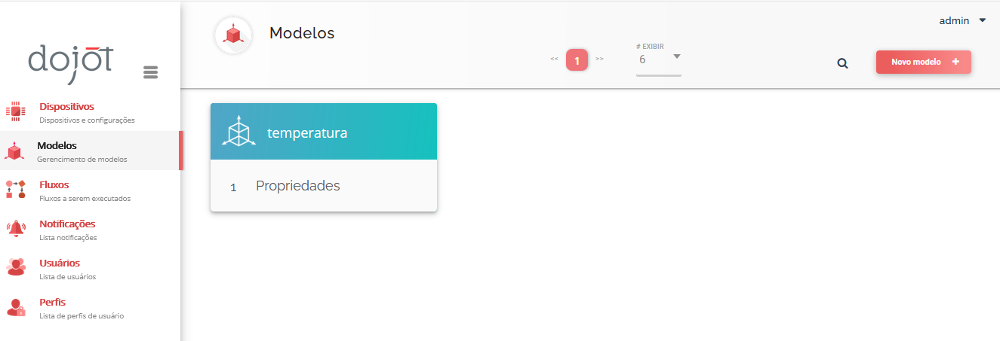 dojot
Dispositivos
Dispositivos e configurações
Modelos
Gerencimento de modelos
Fluxos
Fluxos a serem executados
Notificações
Lista notificações
Usuários
Lista de usuários
Perfis
Lista de perfis de usuário
Modelos
admin
<< 1 >>
# EXIBIR
6
Novo modelo +
temperatura
1 Propriedades